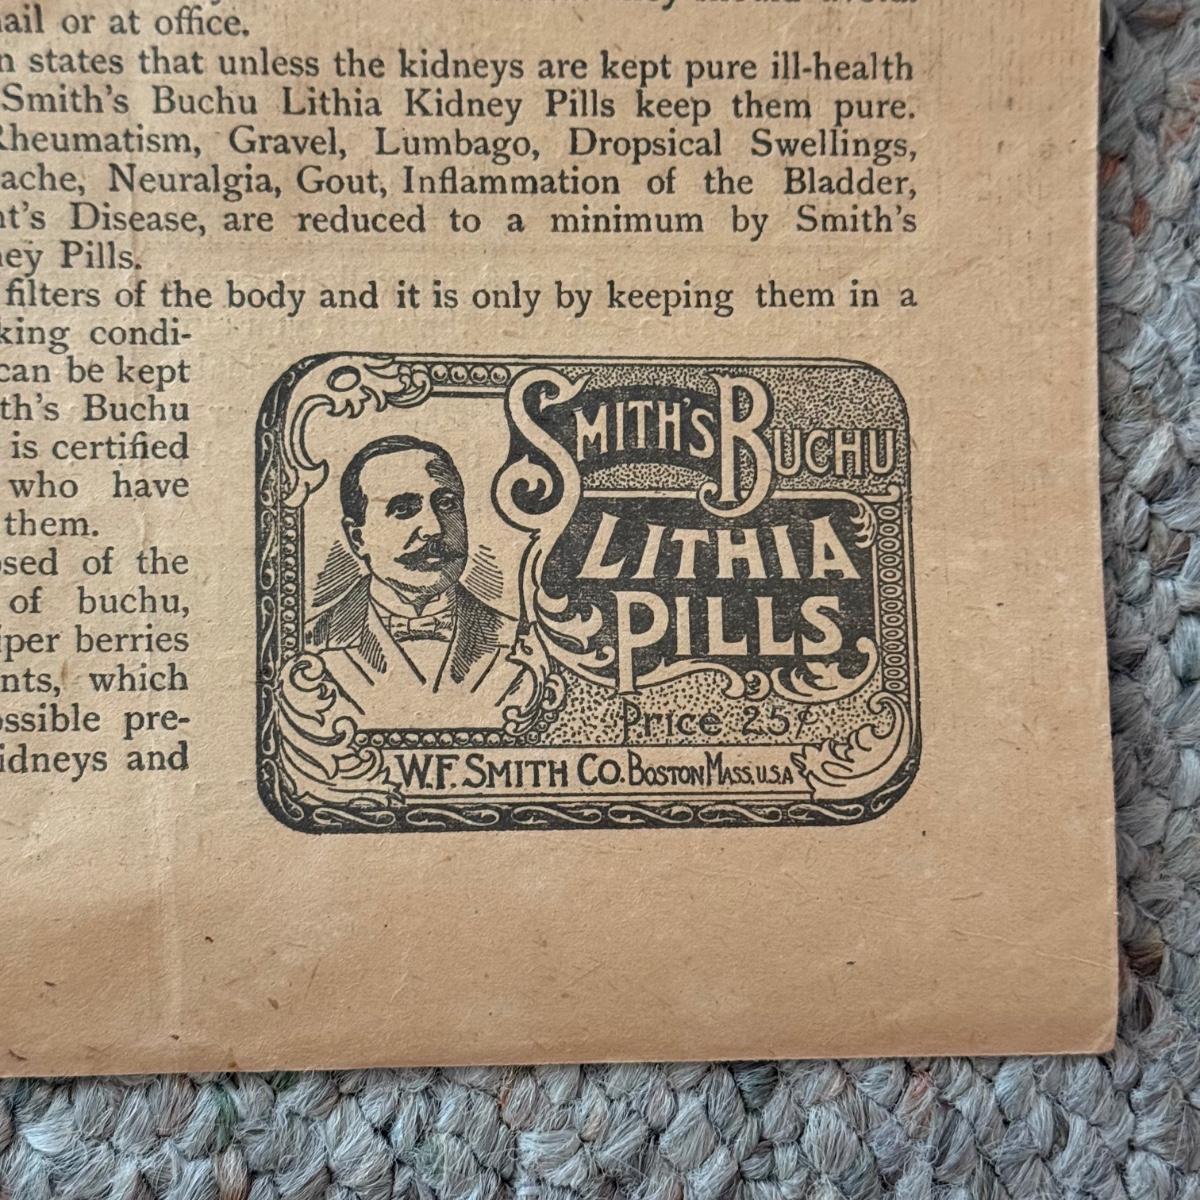 ail or at office.
n states that unless the kidneys are kept pure ill-health
Smith's Buchu Lithia Kidney Pills keep them pure.
Rheumatism, Gravel, Lumbago, Dropsical Swellings,
ache, Neuralgia, Gout, Inflammation of the Bladder,
t's Disease, are reduced to a minimum by Smith's
ey Pills.
filters of the body and it is only by keeping them in a
king condi-
can be kept
th's Buchu
is certified
who have
them.
sed of the
of buchu,
iper berries
nts, which
ossible pre-
idneys and
SMITH'S BUCHU
LITHIA
PILLS.
Price 25¢
W.F. SMITH CO. BOSTON MASS, U.S.A